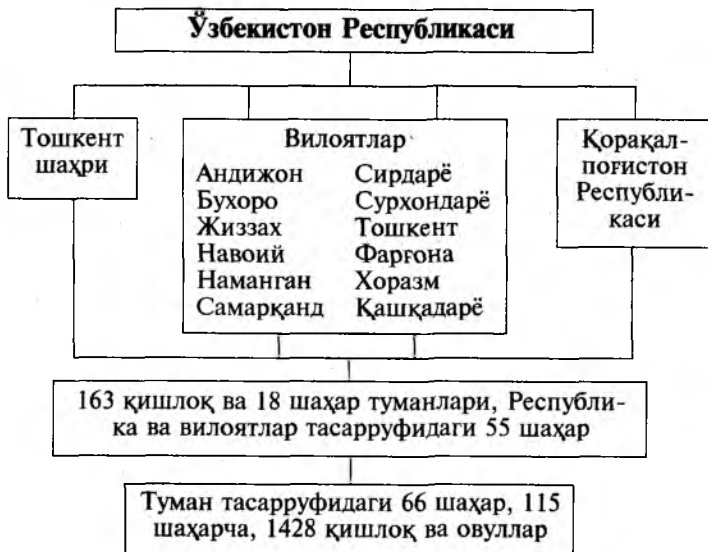 Ўзбекистон Республикаси
Тошкент
шаҳри
Вилоятлар
Андижон Сирдарё
Бухоро Сурхондарё
Жиззах Тошкент
Навоий Фарғона
Наманган Хоразм
Самарқанд Қашқадарё
Қорақал-
поғистон
Республи-
каси
163 қишлоқ ва 18 шаҳар туманлари, Республи-
ка ва вилоятлар тасарруфидаги 55 шаҳар
Туман тасарруфидаги 66 шаҳар, 115
шаҳарча, 1428 қишлоқ ва овуллар